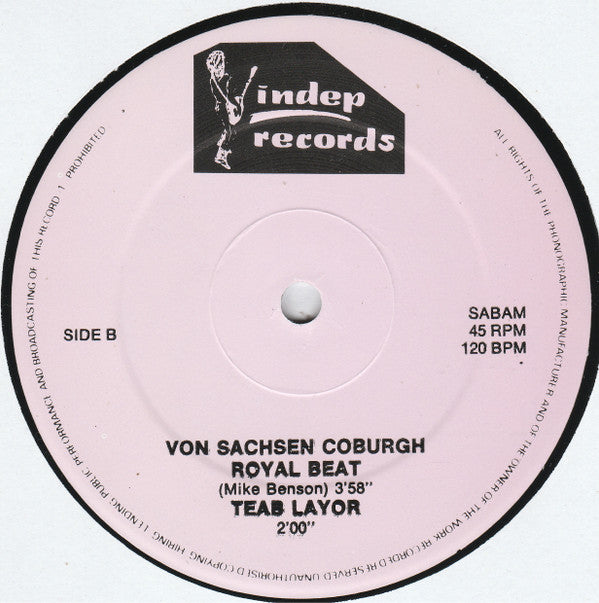 indep
records
SIDE B
SABAM
45 RPM
120 BPM
VON SACHSEN COBURGH
ROYAL BEAT
(Mike Benson) 3'58"
TEAB LAYOR
2'00"
ALL RIGHTS OF THE PHONOGRAPHIC MANUFACTURER AND OF THE OWNER OF THE WORK RECORDED RESERVED UNAUTHORISED COPYING HIRING LENDING PUBLIC PERFORMANCE AND BROADCASTING OF THIS RECORD 1 PROHIBITED